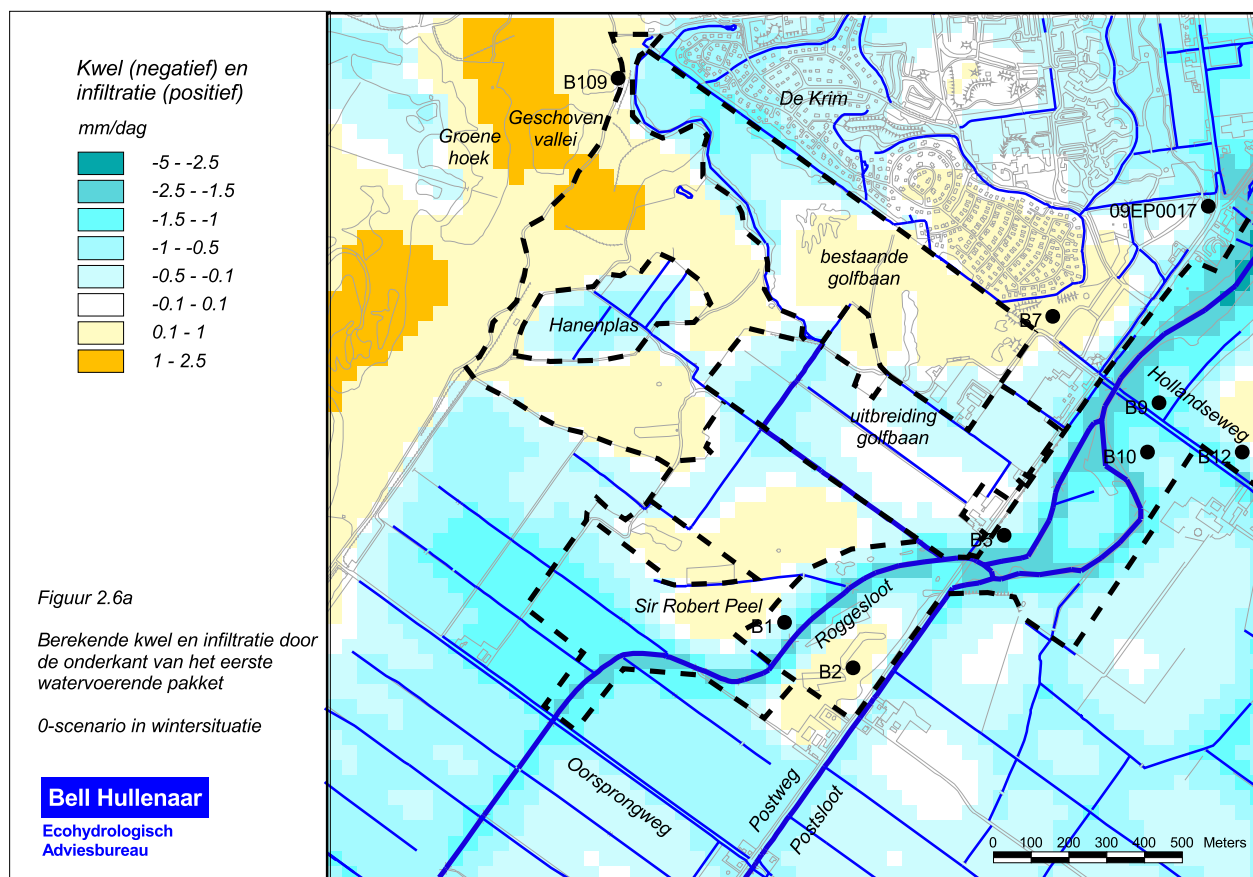 Kwel (negatief) en
infiltratie (positief)
mm/dag
-5 - -2.5
-2.5 - -1.5
-1.5 - -1
-1 - -0.5
-0.5 - -0.1
-0.1 - 0.1
0.1 - 1
1 - 2.5
Figuur 2.6a
Berekende kwel en infiltratie door
de onderkant van het eerste
watervoerende pakket
0-scenario in wintersituatie
Bell Hullenaar
Ecohydrologisch
Adviesbureau
B109
De Krim
Geschoven
vallei
Groene
hoek
09EP0017
bestaande
golfbaan
Hanenplas
B7
Hollandseweg
B9
uitbreiding
golfbaan
B10
B12
B3
Sir Robert Peel
B1
Roggesloot
B2
Oorsprongweg
Postweg
Postsloot
0 100 200 300 400 500 Meters